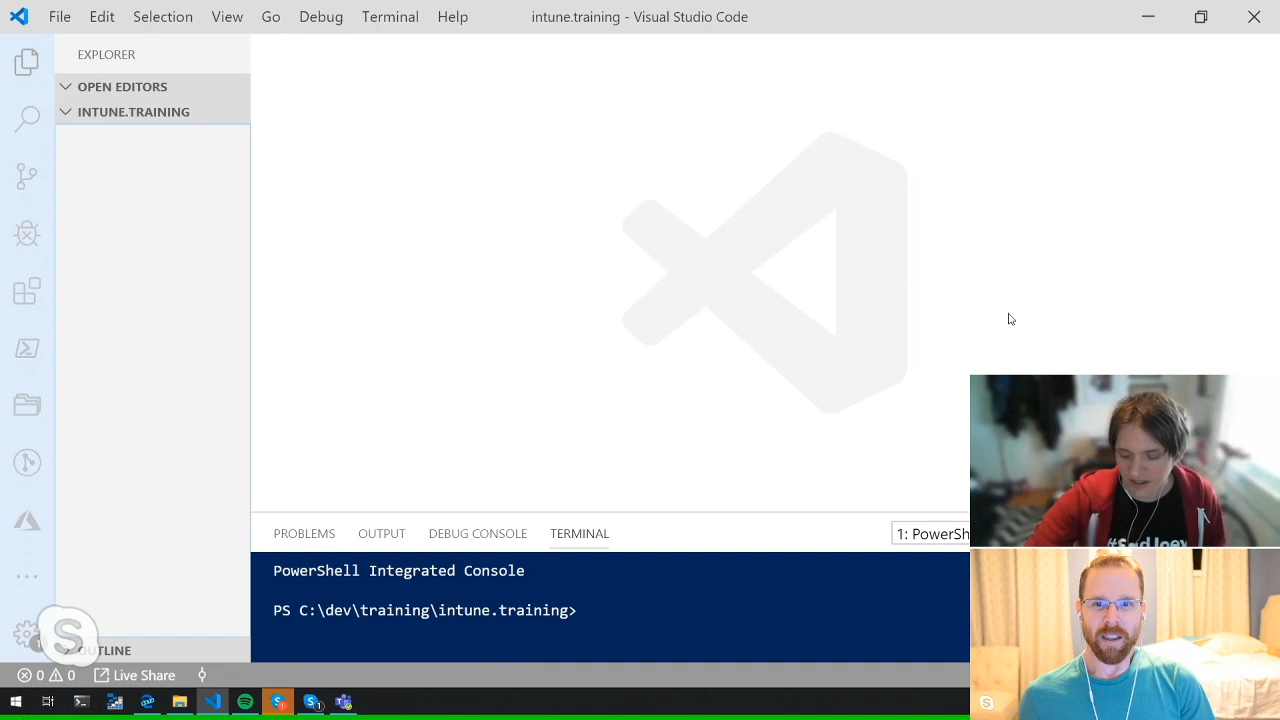 File Edit Selection View Go Debug Terminal Help intune.training - Visual Studio Code
EXPLORER
OPEN EDITORS
INTUNE.TRAINING
PROBLEMS OUTPUT DEBUG CONSOLE TERMINAL 1: PowerSh
PowerShell Integrated Console
PS C:\dev\training\intune.training>
OUTLINE
0 0 Live Share
#SadJoey